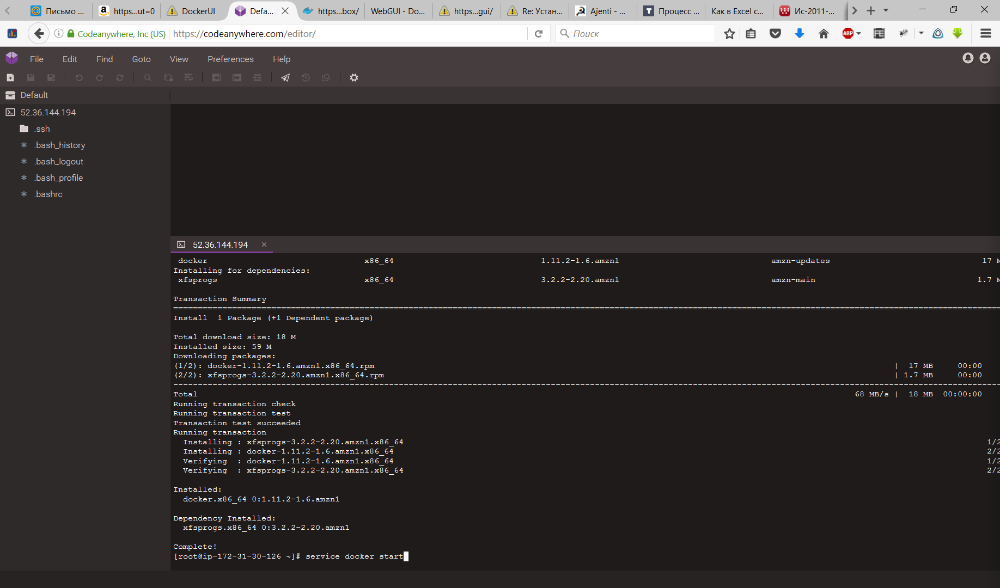 Письмо ...
https...ut=0
DockerUI
Defa...
https...box/
WebGUI - Do...
https...gui/
Re: Устан...
Ajenti - ...
Процесс ...
Как в Excel с...
Ис-2011-...
Codeanywhere, Inc (US)
https://codeanywhere.com/editor/
Поиск
ABP
File
Edit
Find
Goto
View
Preferences
Help
Default
52.36.144.194
.ssh
.bash_history
.bash_logout
.bash_profile
.bashrc
52.36.144.194
docker x86_64 1.11.2-1.6.amzn1 amzn-updates 17 M
Installing for dependencies:
xfsprogs x86_64 3.2.2-2.20.amzn1 amzn-main 1.7 M
Transaction Summary
Install 1 Package (+1 Dependent package)
Total download size: 18 M
Installed size: 59 M
Downloading packages:
(1/2): docker-1.11.2-1.6.amzn1.x86_64.rpm | 17 MB 00:00
(2/2): xfsprogs-3.2.2-2.20.amzn1.x86_64.rpm | 1.7 MB 00:00
Total 68 MB/s | 18 MB 00:00:00
Running transaction check
Running transaction test
Transaction test succeeded
Running transaction
Installing : xfsprogs-3.2.2-2.20.amzn1.x86_64 1/2
Installing : docker-1.11.2-1.6.amzn1.x86_64 2/2
Verifying : docker-1.11.2-1.6.amzn1.x86_64 1/2
Verifying : xfsprogs-3.2.2-2.20.amzn1.x86_64 2/2
Installed:
docker.x86_64 0:1.11.2-1.6.amzn1
Dependency Installed:
xfsprogs.x86_64 0:3.2.2-2.20.amzn1
Complete!
[root@ip-172-31-30-126 ~]# service docker start